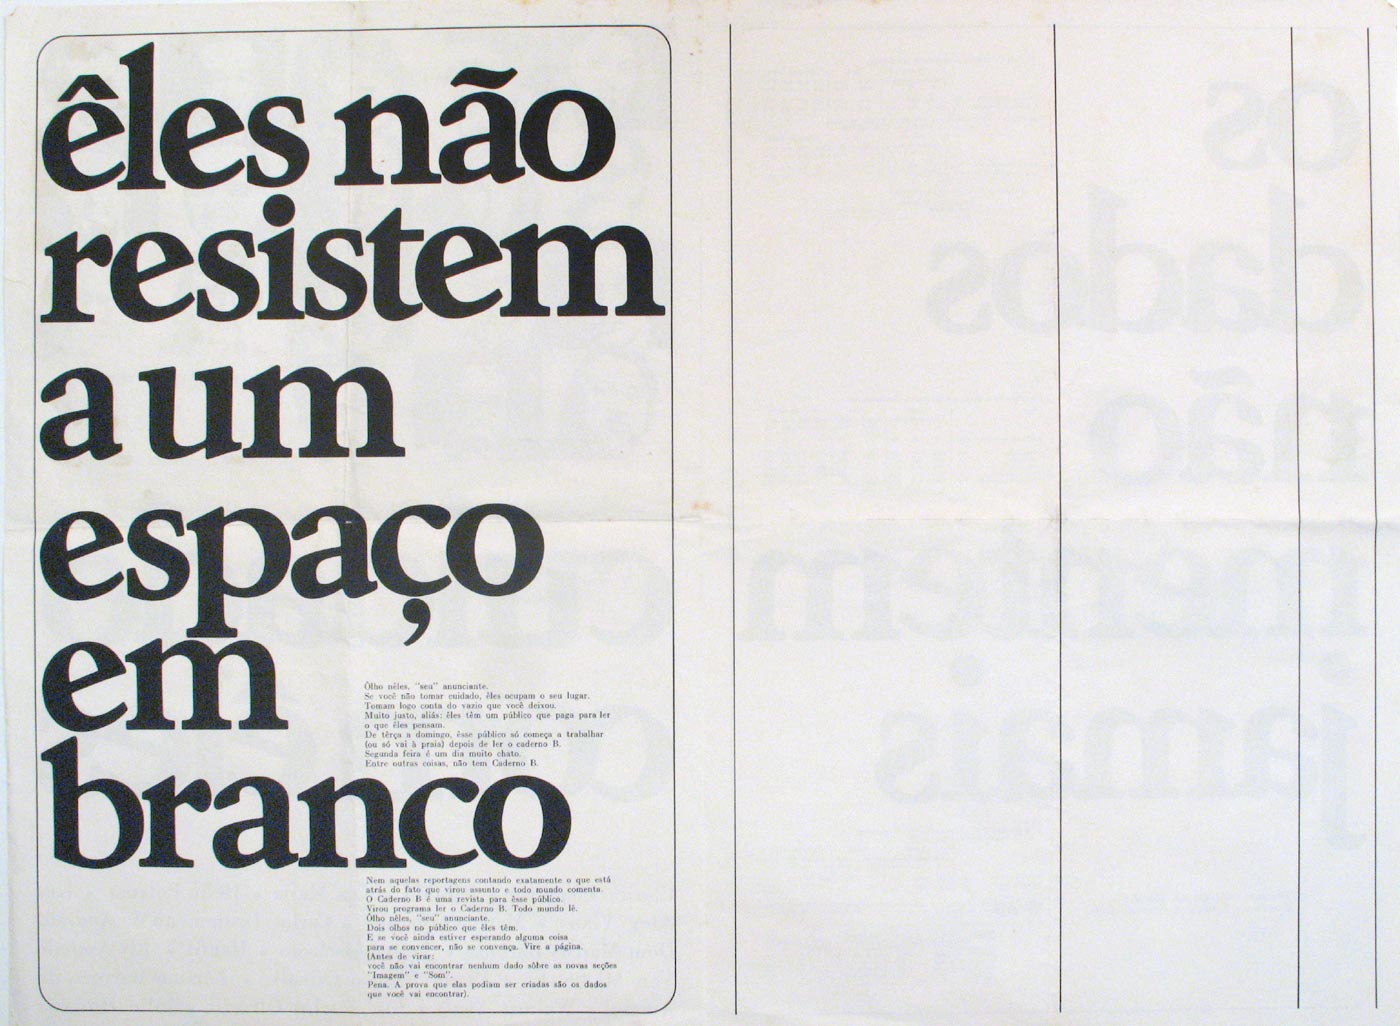 êles não
resistem
a um
espaço
em
branco
Ôlho nêles, "seu" anunciante.
Se você não tomar cuidado, êles ocupam o seu lugar.
Tomam logo conta do vazio que você deixou.
Muito justo, aliás: êles têm um público que paga para ler
o que êles pensam.
De têrça a domingo, êsse público só começa a trabalhar
(ou só vai à praia) depois de ler o caderno B.
Segunda feira é um dia muito chato.
Entre outras coisas, não tem Caderno B.
Nem aquelas reportagens contando exatamente o que está
atrás do fato que virou assunto e todo mundo comenta.
O Caderno B é uma revista para êsse público.
Virou programa ler o Caderno B. Todo mundo lê.
Ôlho nêles, "seu" anunciante.
Dois olhos no público que êles têm.
E se você ainda estiver esperando alguma coisa
para se convencer, não se convença. Vire a página.
(Antes de virar:
você não vai encontrar nenhum dado sôbre as novas seções
"Imagem" e "Som".
Pena. A prova que elas podiam ser criadas são os dados
que você vai encontrar).
os
dados
não
mentem
jamais